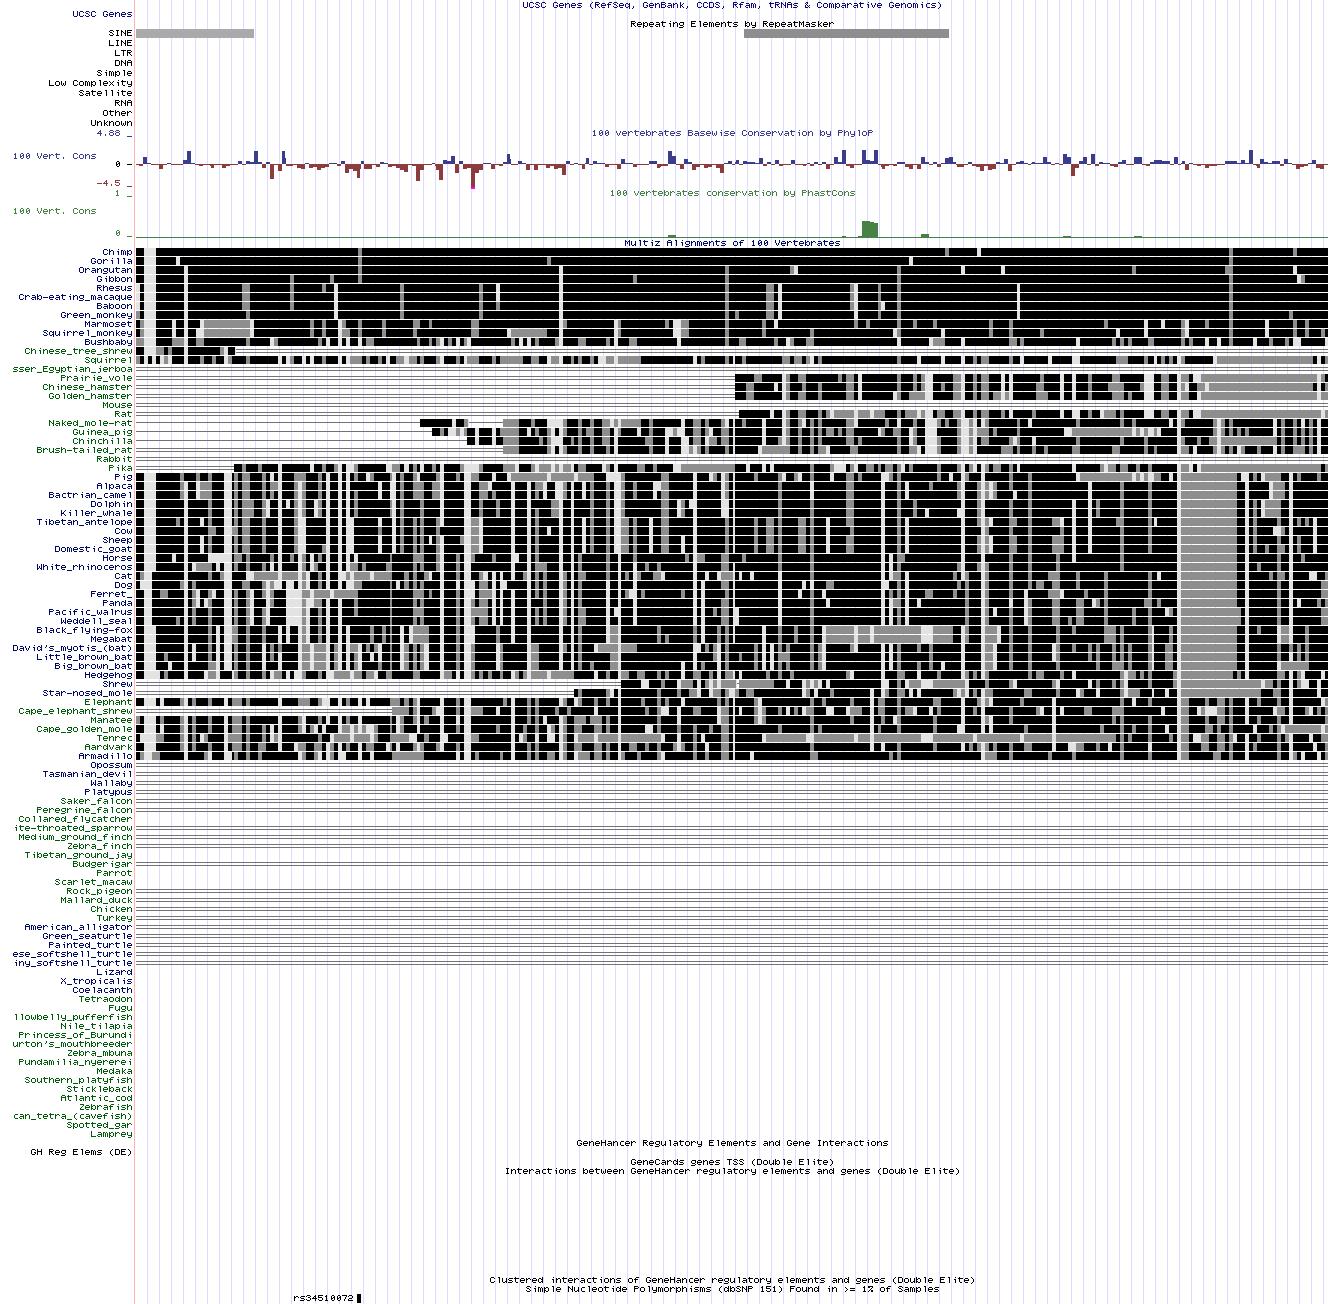 UCSC Genes (RefSeq, GenBank, CCDS, Rfam, tRNAs & Comparative Genomics)
UCSC Genes
Repeating Elements by RepeatMasker
SINE
LINE
LTR
DNA
Simple
Low Complexity
Satellite
RNA
Other
Unknown
100 vertebrates Basewise Conservation by PhyloP
4.88 _
100 Vert. Cons
0 _
-4.5 _
100 vertebrates conservation by PhastCons
1 _
100 Vert. Cons
0 _
Multiz Alignments of 100 Vertebrates
Chimp
Gorilla
Orangutan
Gibbon
Rhesus
Crab-eating_macaque
Baboon
Green_monkey
Marmoset
Squirrel_monkey
Bushbaby
Chinese_tree_shrew
Squirrel
sser_Egyptian_jerboa
Prairie_vole
Chinese_hamster
Golden_hamster
Mouse
Rat
Naked_mole-rat
Guinea_pig
Chinchilla
Brush-tailed_rat
Rabbit
Pika
Pig
Alpaca
Bactrian_camel
Dolphin
Killer_whale
Tibetan_antelope
Cow
Sheep
Domestic_goat
Horse
White_rhinoceros
Cat
Dog
Ferret_
Panda
Pacific_walrus
Weddell_seal
Black_flying-fox
Megabat
David's_myotis_(bat)
Little_brown_bat
Big_brown_bat
Hedgehog
Shrew
Star-nosed_mole
Elephant
Cape_elephant_shrew
Manatee
Cape_golden_mole
Tenrec
Aardvark
Armadillo
Opossum
Tasmanian_devil
Wallaby
Platypus
Saker_falcon
Peregrine_falcon
Collared_flycatcher
ite-throated_sparrow
Medium_ground_finch
Zebra_finch
Tibetan_ground_jay
Budgerigar
Parrot
Scarlet_macaw
Rock_pigeon
Mallard_duck
Chicken
Turkey
American_alligator
Green_seaturtle
Painted_turtle
ese_softshell_turtle
iny_softshell_turtle
Lizard
X_tropicalis
Coelacanth
Tetraodon
Fugu
llowbelly_pufferfish
Nile_tilapia
Princess_of_Burundi
urton's_mouthbreeder
Zebra_mbuna
Pundamilia_nyererei
Medaka
Southern_platyfish
Stickleback
Atlantic_cod
Zebrafish
can_tetra_(cavefish)
Spotted_gar
Lamprey
GeneHancer Regulatory Elements and Gene Interactions
GH Reg Elems (DE)
GeneCards genes TSS (Double Elite)
Interactions between GeneHancer regulatory elements and genes (Double Elite)
Clustered interactions of GeneHancer regulatory elements and genes (Double Elite)
Simple Nucleotide Polymorphisms (dbSNP 151) Found in >= 1% of Samples
rs34510072